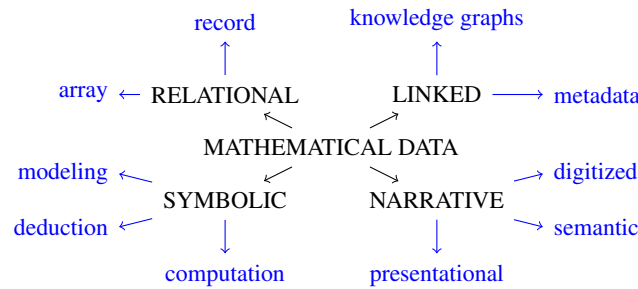 record
knowledge graphs
array
RELATIONAL
LINKED
metadata
MATHEMATICAL DATA
modeling
digitized
SYMBOLIC
NARRATIVE
deduction
semantic
computation
presentational